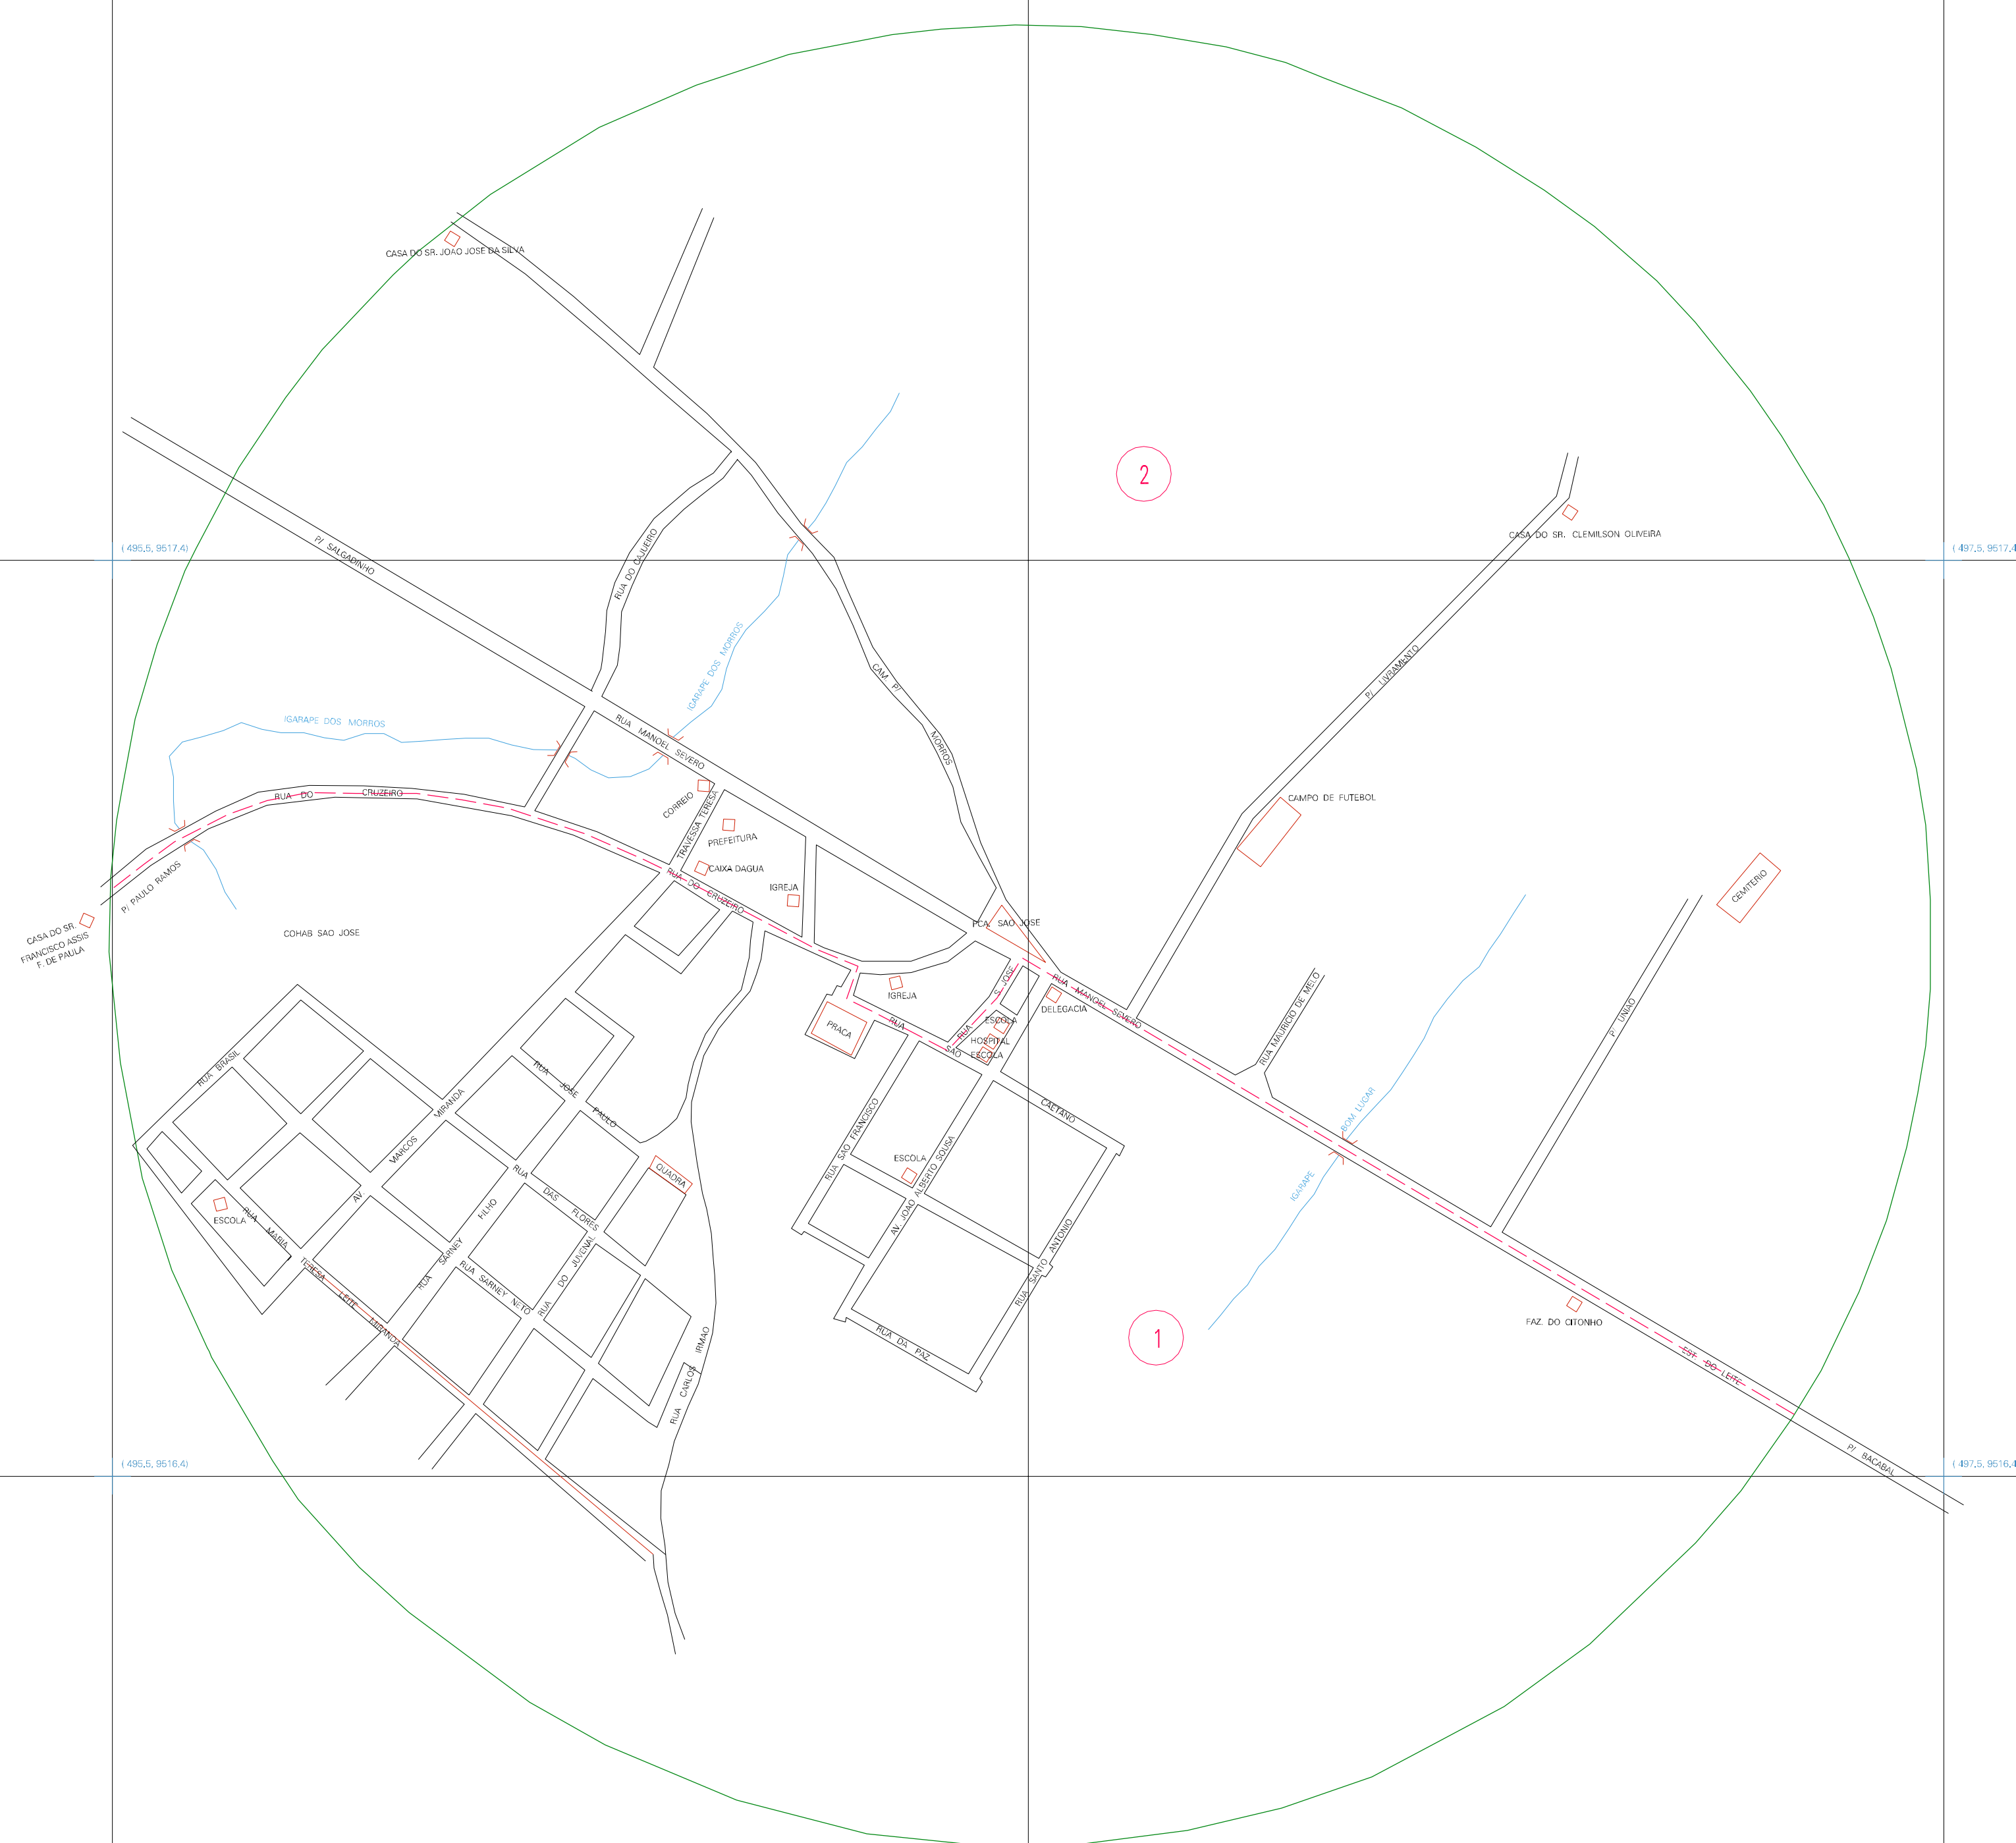 CASA DO SR. JOAO JOSE DA SILVA
2
CASA DO SR. CLEMILSON OLIVEIRA
( 495.5, 9517.4)
( 497.5, 9517.4
P/ SALGADINHO
RUA DO CAJUEIRO
IGARAPE DOS MORROS
CAM. P/ MORROS
P/ LIVRAMENTO
IGARAPE DOS MORROS
RUA MANOEL SEVERO
RUA DO CRUZEIRO
CORREIO
TRAVESSA TERESA
PREFEITURA
CAMPO DE FUTEBOL
CAIXA DAGUA
IGREJA
RUA DO CRUZEIRO
P/ PAULO RAMOS
CEMITERIO
CASA DO SR.
FRANCISCO ASSIS
F. DE PAULA
COHAB SAO JOSE
PCA. SAO JOSE
IGREJA
RUA S. JOSE
DELEGACIA
RUA MANOEL SEVERO
PRACA
RUA SAO CAETANO
ESCOLA
HOSPITAL
ESCOLA
RUA MAURICIO DE MELO
P/ UNIAO
RUA BRASIL
RUA JOSE PAULO
AV. MARCOS MIRANDA
IGARAPE BOM LUCAR
RUA SAO FRANCISCO
ESCOLA
AV. JOAO ALBERTO SOUSA
QUADRA
RUA DAS FLORES
ESCOLA
RUA MARIA TERESA LEITE MIRANDA
RUA SARNEY FILHO
RUA SARNEY NETO
RUA DO JUVENAL
RUA SANTO ANTONIO
RUA DA PAZ
RUA CARLOS IRMAO
1
FAZ. DO CITONHO
EST. DO LEITE
P/ BACABAL
( 495.5, 9516.4)
( 497.5, 9516.4